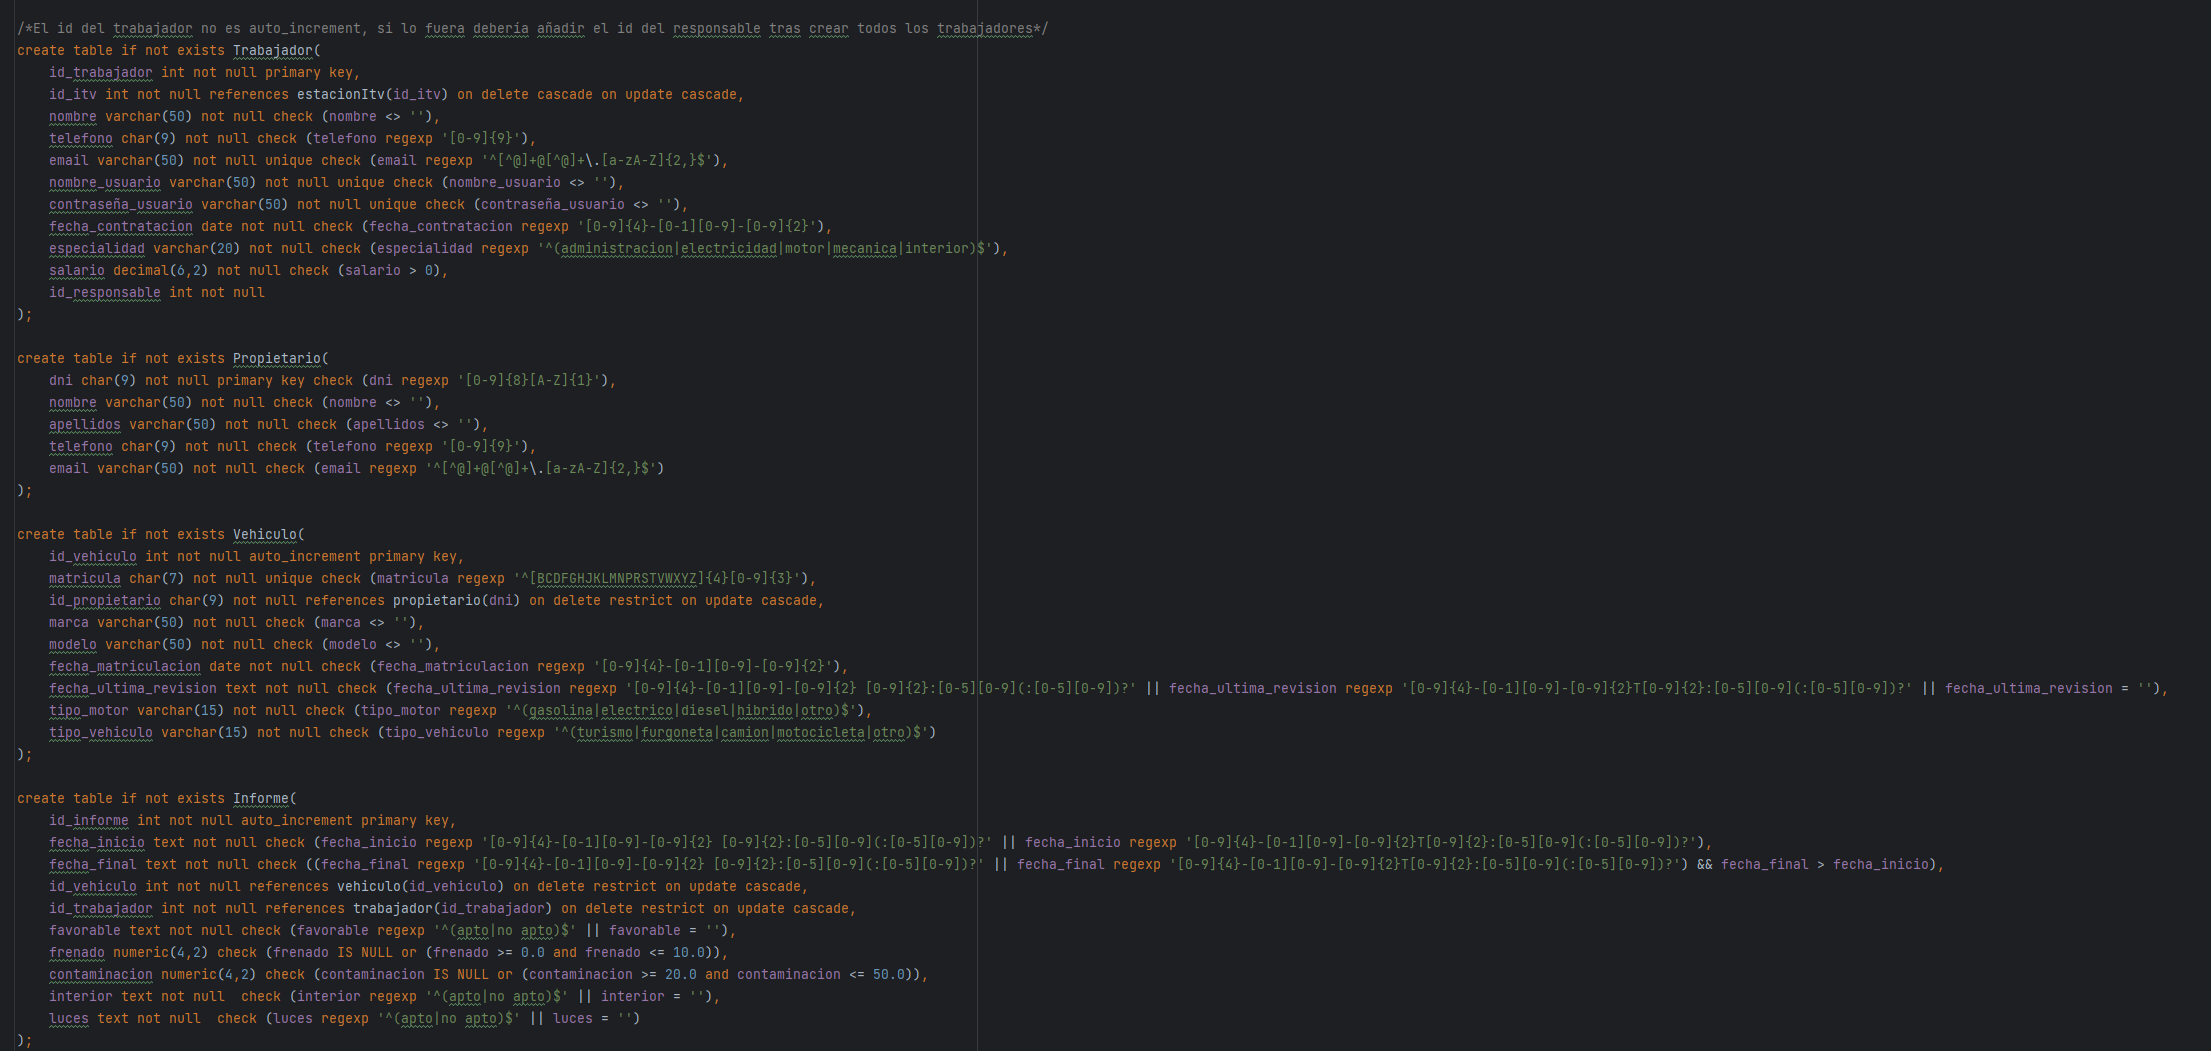 /*El id del trabajador no es auto_increment, si lo fuera deberia añadir el id del responsable tras crear todos los trabajadores*/
create table if not exists Trabajador(
    id_trabajador int not null primary key,
    id_itv int not null references estacionItv(id_itv) on delete cascade on update cascade,
    nombre varchar(50) not null check (nombre <> ''),
    telefono char(9) not null check (telefono regexp '[0-9]{9}'),
    email varchar(50) not null unique check (email regexp '^[^@]+@[^@]+\.[a-zA-Z]{2,}$'),
    nombre_usuario varchar(50) not null unique check (nombre_usuario <> ''),
    contraseña_usuario varchar(50) not null unique check (contraseña_usuario <> ''),
    fecha_contratacion date not null check (fecha_contratacion regexp '[0-9]{4}-[0-1][0-9]-[0-9]{2}'),
    especialidad varchar(20) not null check (especialidad regexp '^(administracion|electricidad|motor|mecanica|interior)$'),
    salario decimal(6,2) not null check (salario > 0),
    id_responsable int not null
);

create table if not exists Propietario(
    dni char(9) not null primary key check (dni regexp '[0-9]{8}[A-Z]{1}'),
    nombre varchar(50) not null check (nombre <> ''),
    apellidos varchar(50) not null check (apellidos <> ''),
    telefono char(9) not null check (telefono regexp '[0-9]{9}'),
    email varchar(50) not null check (email regexp '^[^@]+@[^@]+\.[a-zA-Z]{2,}$')
);

create table if not exists Vehiculo(
    id_vehiculo int not null auto_increment primary key,
    matricula char(7) not null unique check (matricula regexp '^[BCDFGHJKLMNPRSTVWXYZ]{4}[0-9]{3}'),
    id_propietario char(9) not null references propietario(dni) on delete restrict on update cascade,
    marca varchar(50) not null check (marca <> ''),
    modelo varchar(50) not null check (modelo <> ''),
    fecha_matriculacion date not null check (fecha_matriculacion regexp '[0-9]{4}-[0-1][0-9]-[0-9]{2}'),
    fecha_ultima_revision text not null check (fecha_ultima_revision regexp '[0-9]{4}-[0-1][0-9]-[0-9]{2} [0-9]{2}:[0-5][0-9](:[0-5][0-9])?' || fecha_ultima_revision regexp '[0-9]{4}-[0-1][0-9]-[0-9]{2}T[0-9]{2}:[0-5][0-9](:[0-5][0-9])?' || fecha_ultima_revision = ''),
    tipo_motor varchar(15) not null check (tipo_motor regexp '^(gasolina|electrico|diesel|hibrido|otro)$'),
    tipo_vehiculo varchar(15) not null check (tipo_vehiculo regexp '^(turismo|furgoneta|camion|motocicleta|otro)$')
);

create table if not exists Informe(
    id_informe int not null auto_increment primary key,
    fecha_inicio text not null check (fecha_inicio regexp '[0-9]{4}-[0-1][0-9]-[0-9]{2} [0-9]{2}:[0-5][0-9](:[0-5][0-9])?' || fecha_inicio regexp '[0-9]{4}-[0-1][0-9]-[0-9]{2}T[0-9]{2}:[0-5][0-9](:[0-5][0-9])?'),
    fecha_final text not null check ((fecha_final regexp '[0-9]{4}-[0-1][0-9]-[0-9]{2} [0-9]{2}:[0-5][0-9](:[0-5][0-9])?' || fecha_final regexp '[0-9]{4}-[0-1][0-9]-[0-9]{2}T[0-9]{2}:[0-5][0-9](:[0-5][0-9])?') && fecha_final > fecha_inicio),
    id_vehiculo int not null references vehiculo(id_vehiculo) on delete restrict on update cascade,
    id_trabajador int not null references trabajador(id_trabajador) on delete restrict on update cascade,
    favorable text not null check (favorable regexp '^(apto|no apto)$' || favorable = ''),
    frenado numeric(4,2) check (frenado IS NULL or (frenado >= 0.0 and frenado <= 10.0)),
    contaminacion numeric(4,2) check (contaminacion IS NULL or (contaminacion >= 20.0 and contaminacion <= 50.0)),
    interior text not null  check (interior regexp '^(apto|no apto)$' || interior = ''),
    luces text not null  check (luces regexp '^(apto|no apto)$' || luces = '')
);